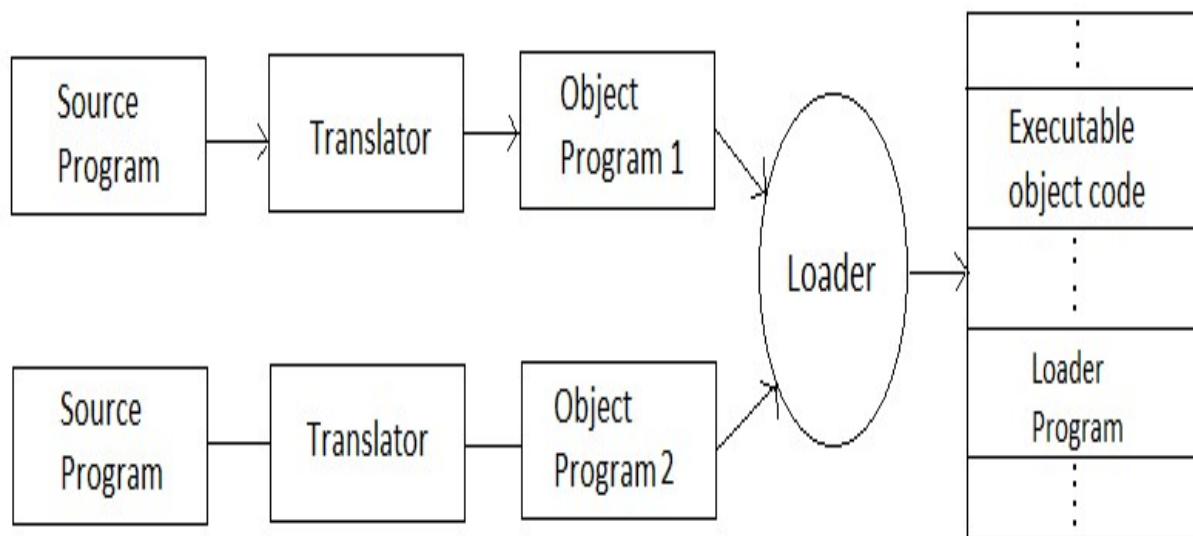 Source
Program
Translator
Object
Program 1
Loader
Executable
object code
Source
Program
Translator
Object
Program 2
Loader
Program